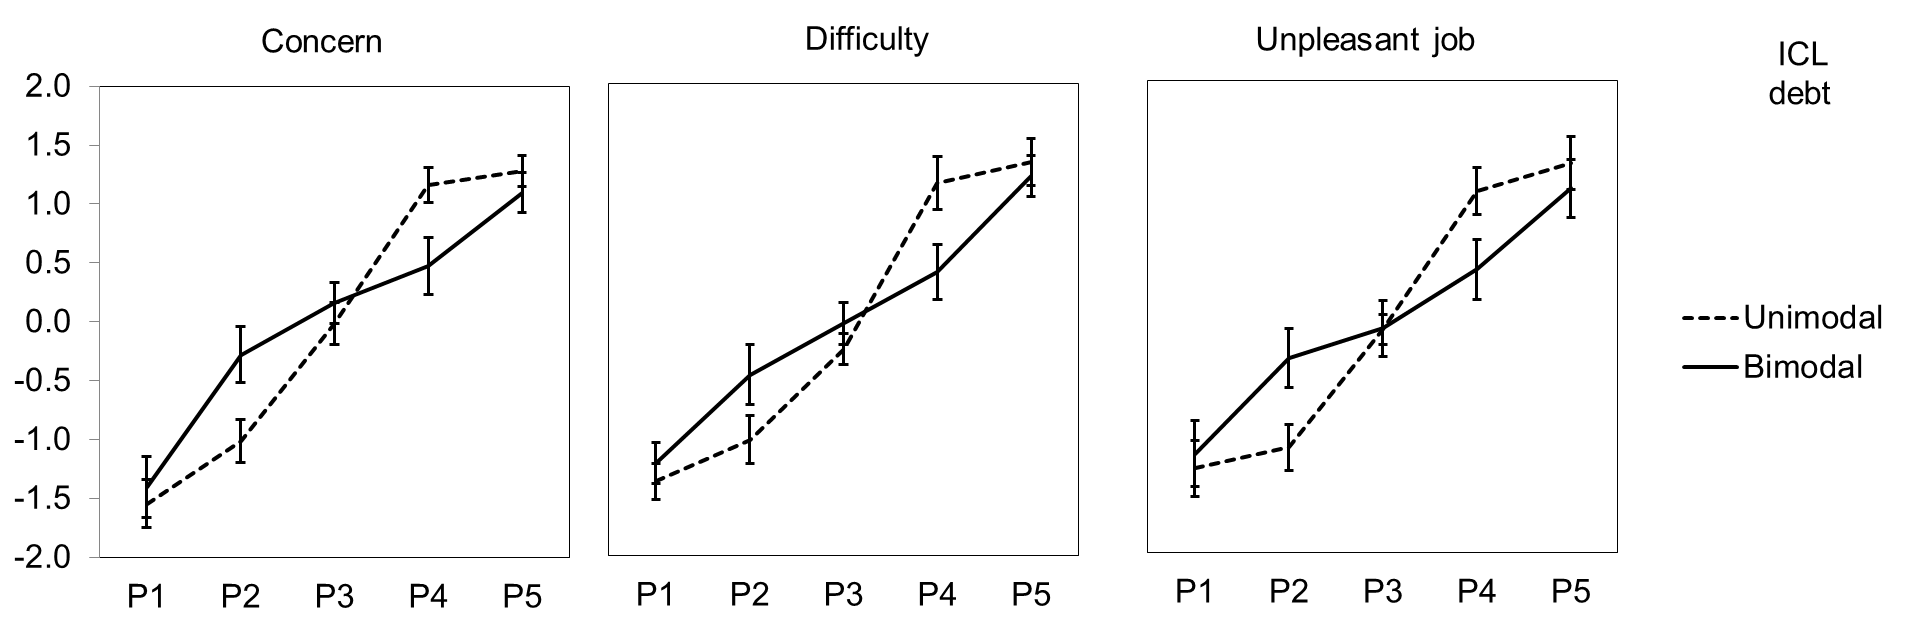 Concern
Difficulty
Unpleasant job
ICL
debt
2.0
1.5
1.0
0.5
0.0
-0.5
-1.0
-1.5
-2.0
P1 P2 P3 P4 P5
P1 P2 P3 P4 P5
P1 P2 P3 P4 P5
Unimodal
Bimodal